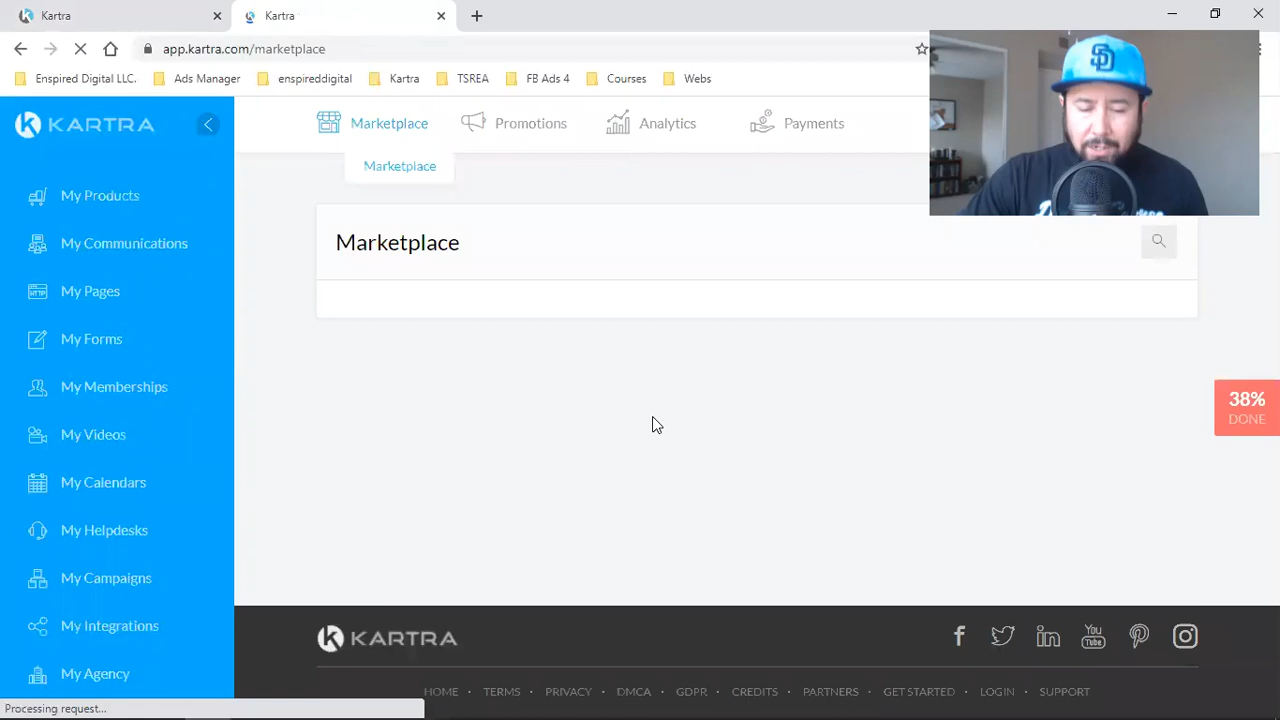 Kartra
Kartra
app.kartra.com/marketplace
Enspired Digital LLC.
Ads Manager
enspireddigital
Kartra
TSREA
FB Ads 4
Courses
Webs
KARTRA
Marketplace
Promotions
Analytics
Payments
Marketplace
My Products
My Communications
My Pages
My Forms
My Memberships
My Videos
My Calendars
My Helpdesks
My Campaigns
My Integrations
My Agency
Marketplace
38%
DONE
KARTRA
You
Tube
HOME · TERMS · PRIVACY · DMCA · GDPR · CREDITS · PARTNERS · GET STARTED · LOGIN · SUPPORT
Processing request...